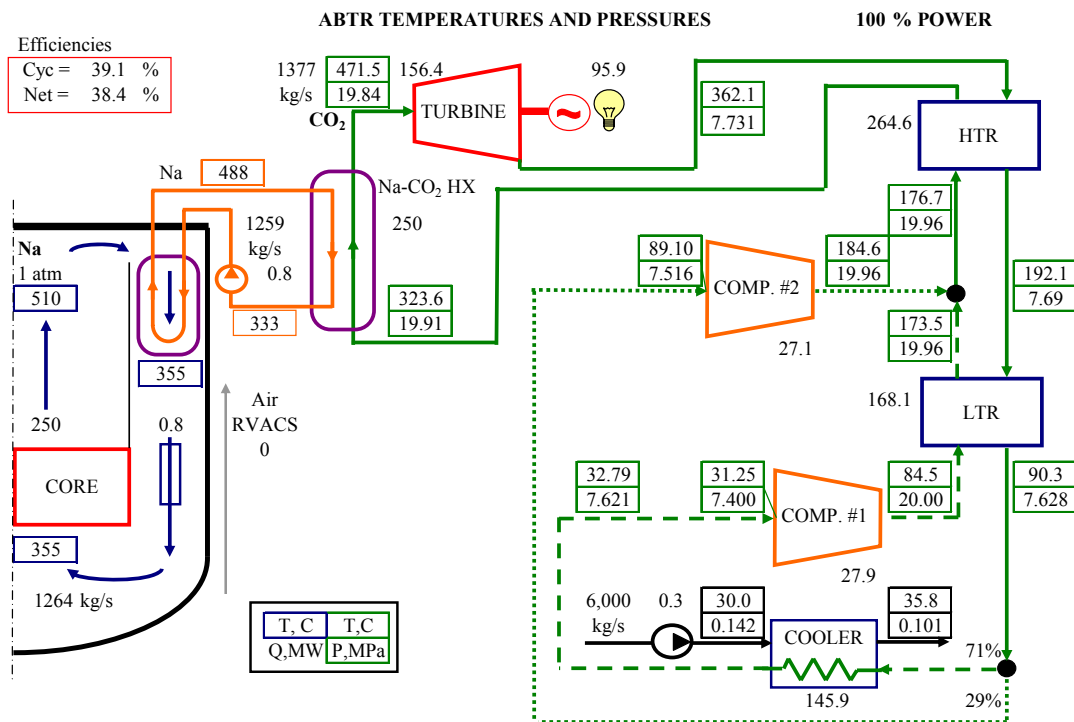 ABTR TEMPERATURES AND PRESSURES
100 % POWER
Efficiencies
Cyc = 39.1 %
Net = 38.4 %
1377
kg/s
CO₂
471.5
19.84
156.4
TURBINE
~
95.9
362.1
7.731
264.6
HTR
Na
488
Na-CO₂ HX
250
1259
kg/s
0.8
333
323.6
19.91
176.7
19.96
184.6
19.96
89.10
7.516
COMP. #2
27.1
192.1
7.69
173.5
19.96
168.1
LTR
Na
1 atm
510
355
250
0.8
Air
RVACS
0
CORE
355
1264 kg/s
32.79
7.621
31.25
7.400
COMP. #1
27.9
84.5
20.00
90.3
7.628
T, C
T,C
Q,MW
P,MPa
6,000
kg/s
0.3
30.0
0.142
COOLER
145.9
35.8
0.101
71%
29%